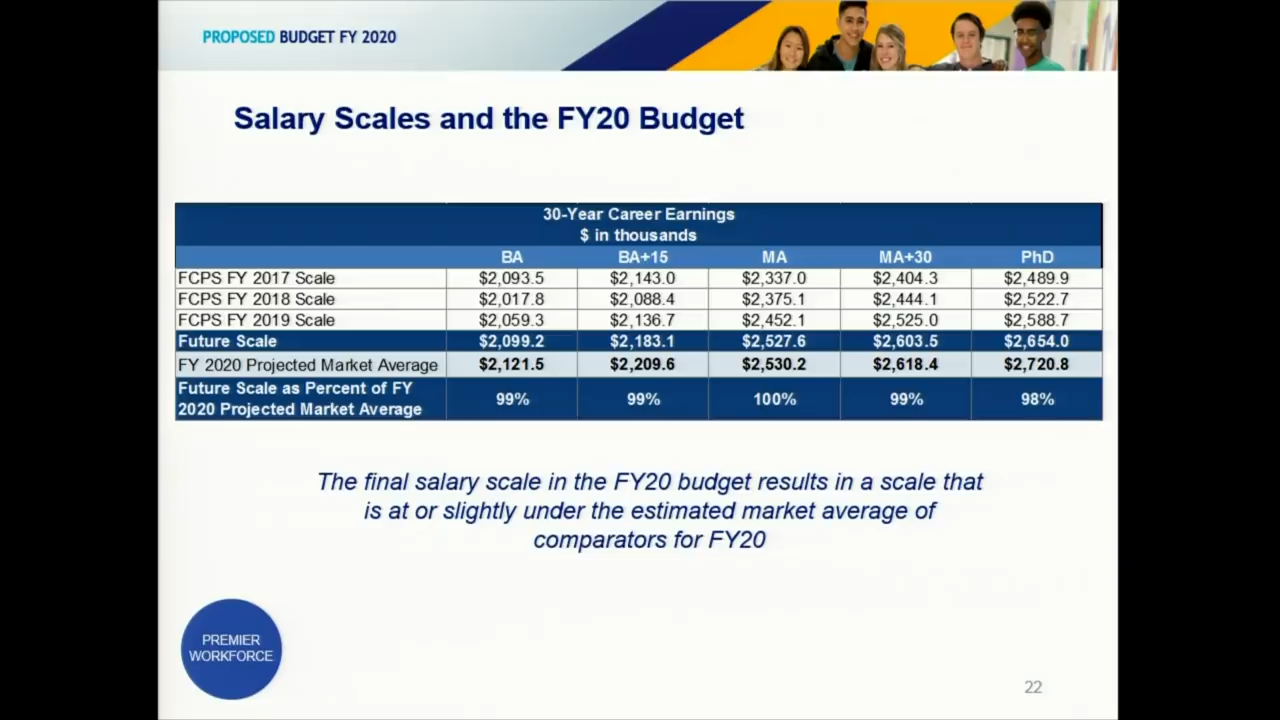 PROPOSED BUDGET FY 2020
Salary Scales and the FY20 Budget
30-Year Career Earnings
$ in thousands
BA BA+15 MA MA+30 PhD
FCPS FY 2017 Scale $2,093.5 $2,143.0 $2,337.0 $2,404.3 $2,489.9
FCPS FY 2018 Scale $2,017.8 $2,088.4 $2,375.1 $2,444.1 $2,522.7
FCPS FY 2019 Scale $2,059.3 $2,136.7 $2,452.1 $2,525.0 $2,588.7
Future Scale $2,099.2 $2,183.1 $2,527.6 $2,603.5 $2,654.0
FY 2020 Projected Market Average $2,121.5 $2,209.6 $2,530.2 $2,618.4 $2,720.8
Future Scale as Percent of FY
2020 Projected Market Average 99% 99% 100% 99% 98%
The final salary scale in the FY20 budget results in a scale that
is at or slightly under the estimated market average of
comparators for FY20
PREMIER
WORKFORCE
22